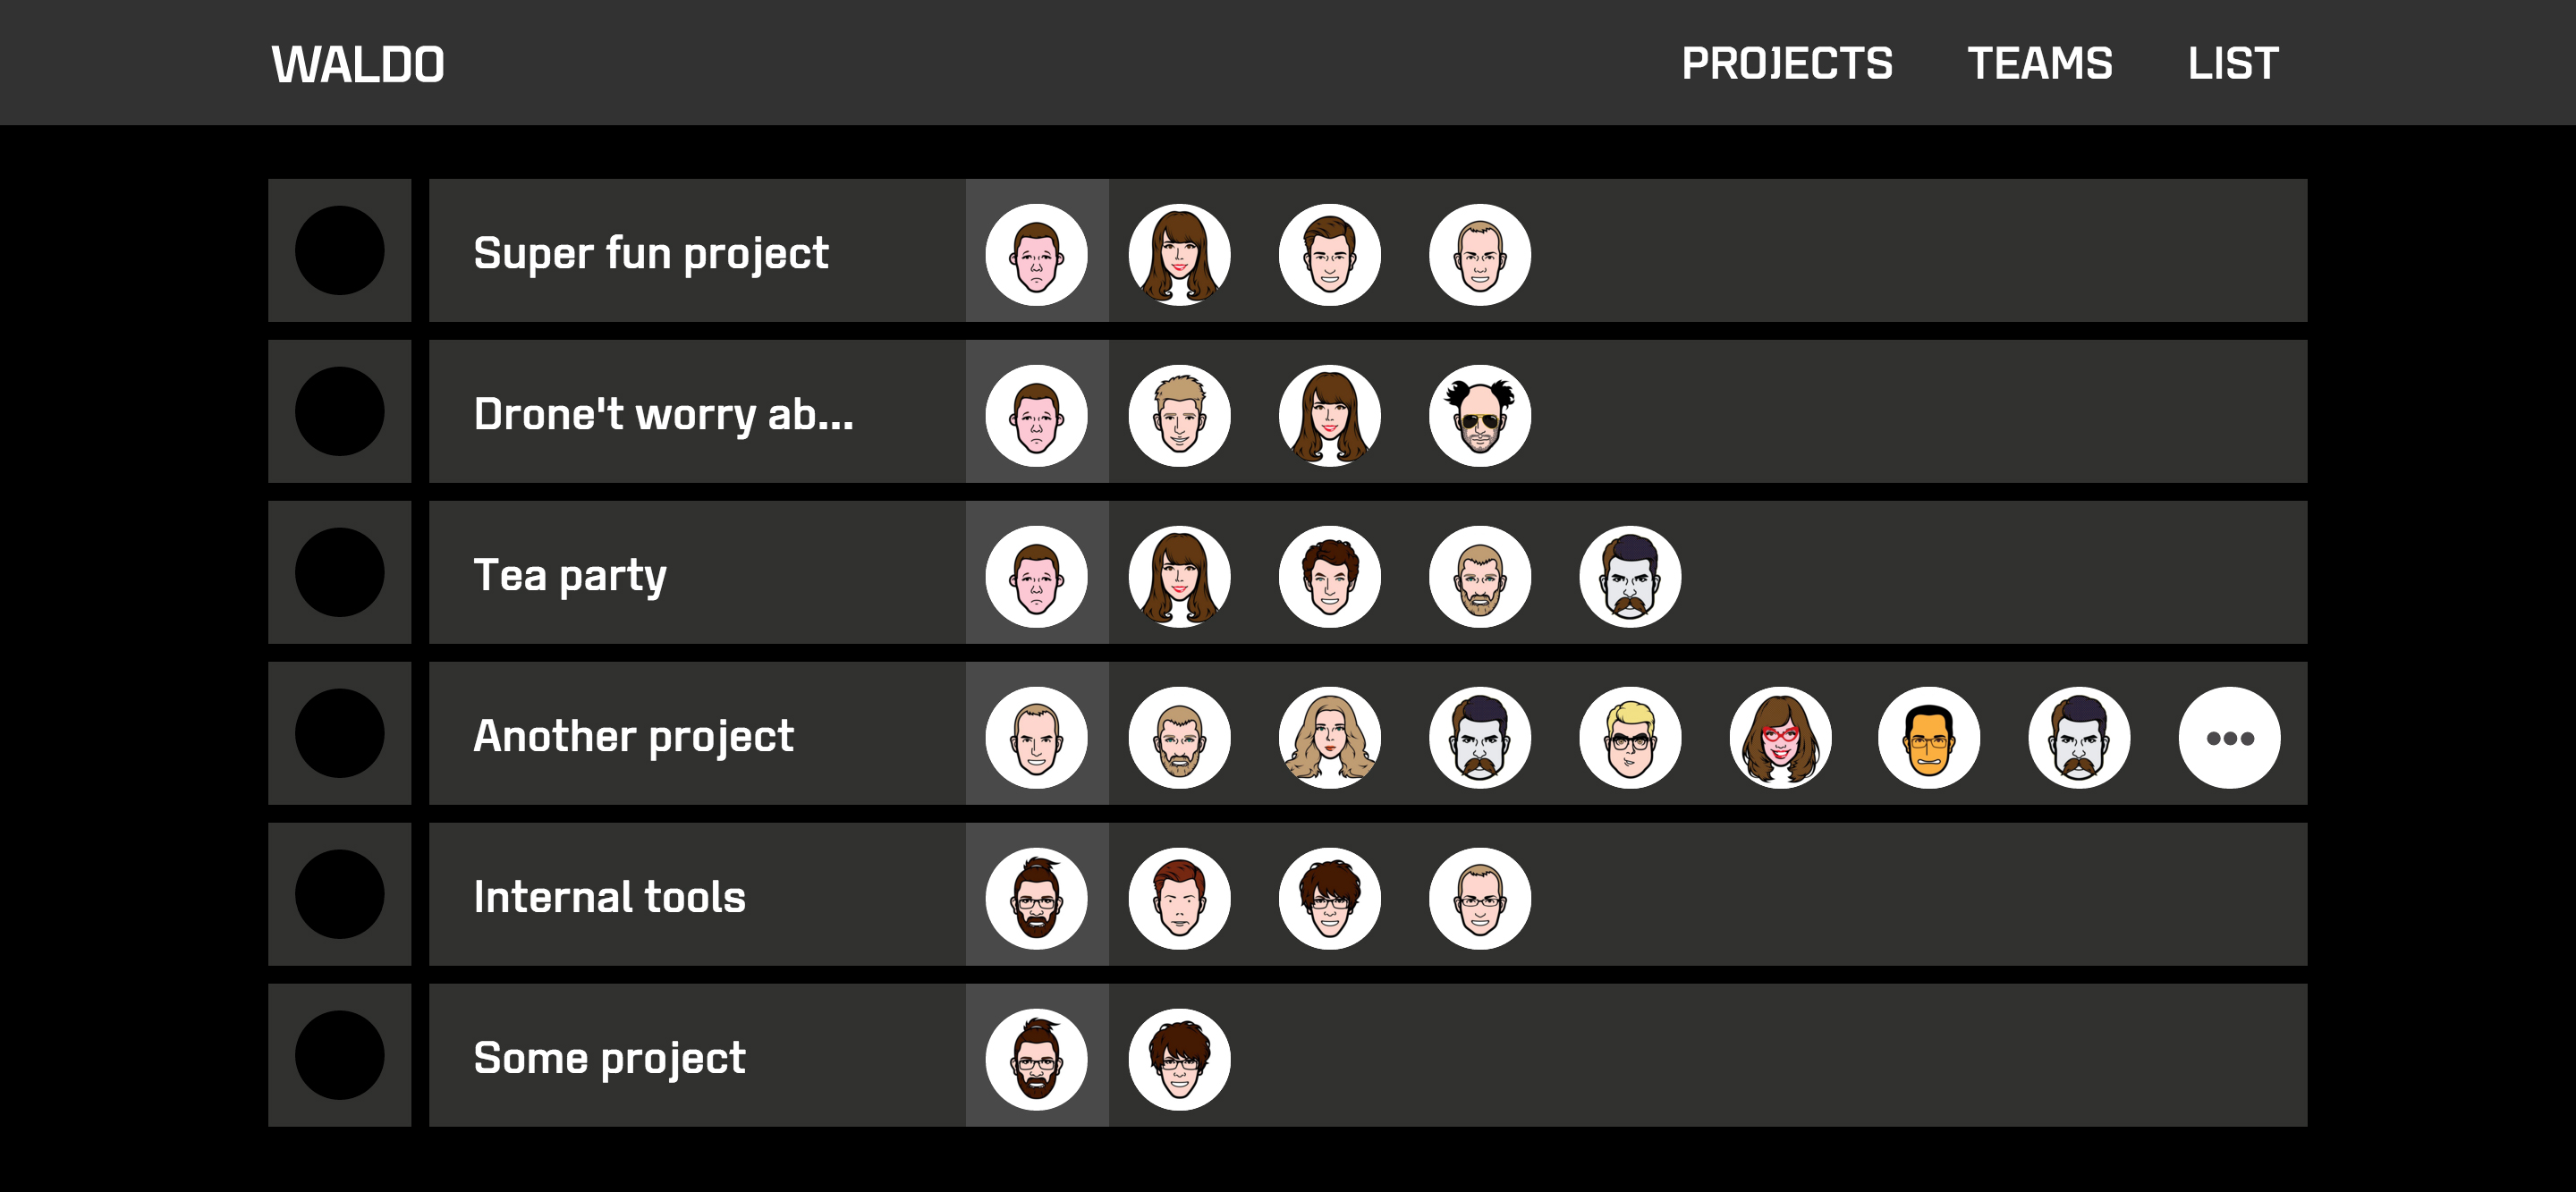 WALDO PROJECTS TEAMS LIST
Super fun project
Drone't worry ab...
Tea party
Another project
Internal tools
Some project